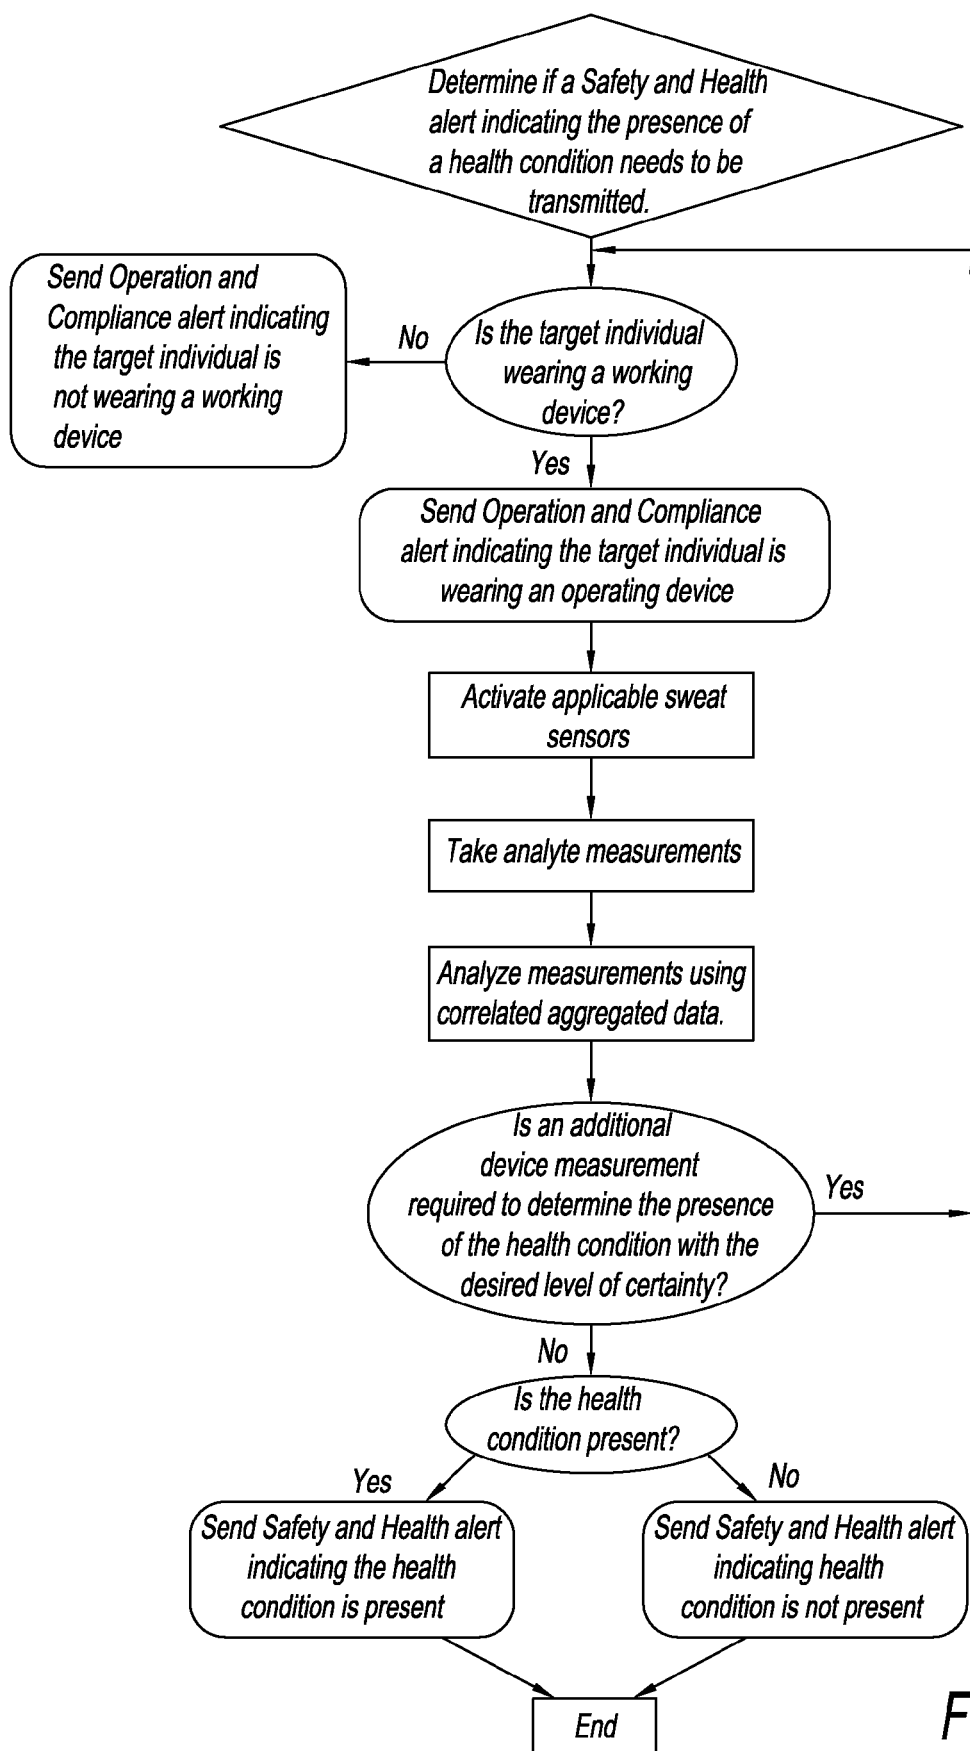 Determine if a Safety and Health
alert indicating the presence of
a health condition needs to be
transmitted.
Send Operation and
Compliance alert indicating
the target individual is
not wearing a working
device
No
Is the target individual
wearing a working
device?
Yes
Send Operation and Compliance
alert indicating the target individual is
wearing an operating device
Activate applicable sweat
sensors
Take analyte measurements
Analyze measurements using
correlated aggregated data.
Is an additional
device measurement
required to determine the presence
of the health condition with the
desired level of certainty?
Yes
No
Is the health
condition present?
Yes
No
Send Safety and Health alert
indicating the health
condition is present
Send Safety and Health alert
indicating health
condition is not present
End
F